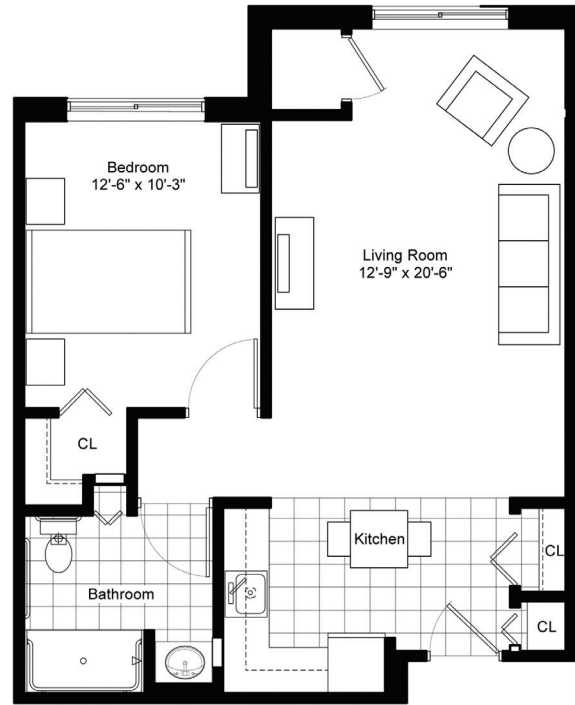 Bedroom
12'-6" x 10'-3"
Living Room
12'-9" x 20'-6"
CL
Kitchen
CL
Bathroom
CL